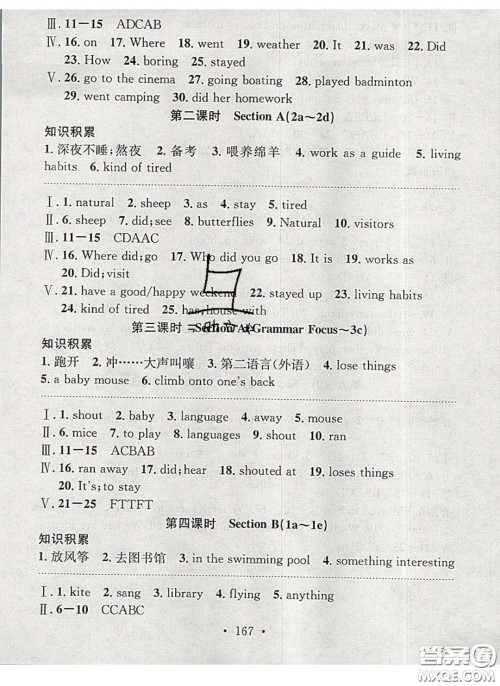 Ⅲ. 11－15 ADCAB
Ⅳ. 16. on 17. Where 18. went 19. weather 20. It 21. was 22. Did
23. How 24. boring 25. stayed
Ⅴ. 26. go to the cinema 27. going boating 28. played badminton
29. went camping 30. did her homework
第二课时 Section A(2a～2d)
知识积累
1. 深夜不睡;熬夜 2. 备考 3. 喂养绵羊 4. work as a guide 5. living
habits 6. kind of tired
Ⅰ. 1. natural 2. sheep 3. as 4. stay 5. tired
Ⅱ. 6. sheep 7. did;see 8. butterflies 9. Natural 10. visitors
Ⅲ. 11－15 CDAAC
Ⅳ. 16. Where did;go 17. Who did you go 18. It is 19. works as
20. Did;visit
Ⅴ. 21. have a good/happy weekend 22. stayed up 23. living habits
24. kind of tired 25. has;house with
第三课时 Section A(Grammar Focus～3c)
知识积累
1. 跑开 2. 冲……大声叫嚷 3. 第二语言(外语) 4. lose things
5. a baby mouse 6. climb onto one's back
Ⅰ. 1. shout 2. baby 3. language 4. away 5. mouse
Ⅱ. 6. mice 7. to play 8. languages 9. shouted 10. and
Ⅲ. 11－15 ACBAB
Ⅳ. 16. ran away 17. did;hear 18. shouted at 19. loses things
20. It's;to stay
Ⅴ. 21－25 FTTFT
第四课时 Section B(1a～1e)
知识积累
1. 放风筝 2. 去图书馆 3. in the swimming pool 4. something interesting
Ⅰ. 1. kite 2. sang 3. library 4. flying 5. anything
Ⅱ. 6－10 CCABC
· 167 ·